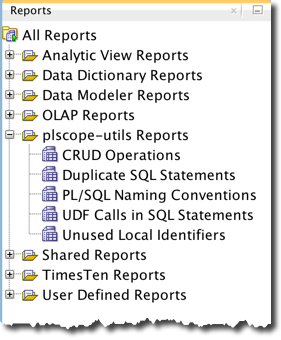 Reports
All Reports
Analytic View Reports
Data Dictionary Reports
Data Modeler Reports
OLAP Reports
plscope-utils Reports
CRUD Operations
Duplicate SQL Statements
PL/SQL Naming Conventions
UDF Calls in SQL Statements
Unused Local Identifiers
Shared Reports
TimesTen Reports
User Defined Reports